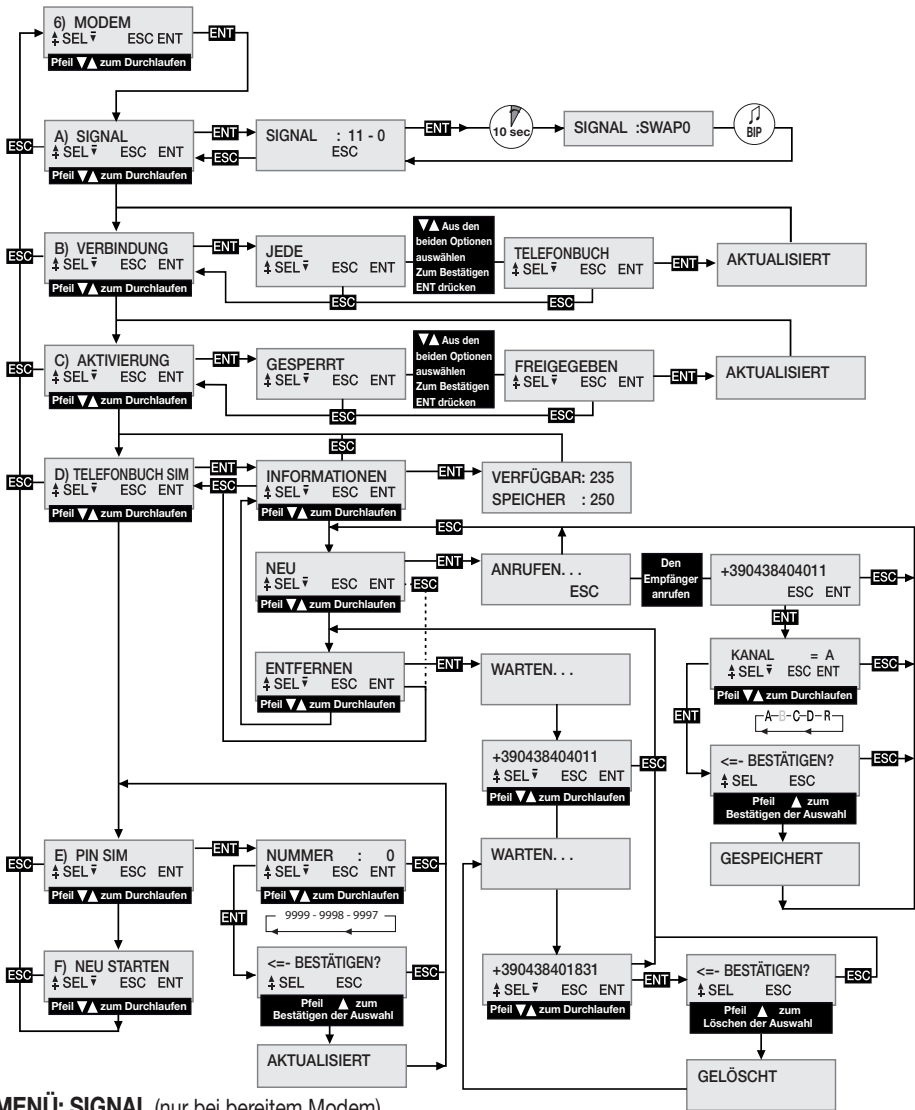 6) MODEM
SEL ESC ENT
ENT
Pfeil ▼▲ zum Durchlaufen
A) SIGNAL
SEL ESC ENT
Pfeil ▼▲ zum Durchlaufen
ESC
ENT
ESC
SIGNAL : 11 - 0
ESC
ENT
10 sec
SIGNAL :SWAP0
BIP
B) VERBINDUNG
SEL ESC ENT
Pfeil ▼▲ zum Durchlaufen
ESC
ENT
JEDE
SEL ESC ENT
ESC
▼▲ Aus den
beiden Optionen
auswählen
Zum Bestätigen
ENT drücken
TELEFONBUCH
SEL ESC ENT
ESC
ENT
AKTUALISIERT
C) AKTIVIERUNG
SEL ESC ENT
Pfeil ▼▲ zum Durchlaufen
ESC
ENT
GESPERRT
SEL ESC ENT
ESC
▼▲ Aus den
beiden Optionen
auswählen
Zum Bestätigen
ENT drücken
FREIGEGEBEN
SEL ESC ENT
ESC
ENT
AKTUALISIERT
D) TELEFONBUCH SIM
SEL ESC ENT
Pfeil ▼▲ zum Durchlaufen
ESC
ENT
ESC
ESC
INFORMATIONEN
SEL ESC ENT
Pfeil ▼▲ zum Durchlaufen
ENT
VERFÜGBAR: 235
SPEICHER : 250
ESC
NEU
SEL ESC ENT
Pfeil ▼▲ zum Durchlaufen
ENT
ESC
ANRUFEN. . .
ESC
Den
Empfänger
anrufen
+390438404011
ESC ENT
ESC
ENT
KANAL = A
SEL ESC ENT
Pfeil ▼▲ zum Durchlaufen
ESC
A-B-C-D-R
ENT
<=- BESTÄTIGEN?
SEL ESC
Pfeil ▲ zum
Bestätigen der Auswahl
ESC
GESPEICHERT
ENTFERNEN
SEL ESC ENT
Pfeil ▼▲ zum Durchlaufen
ENT
WARTEN. . .
+390438404011
SEL ESC ENT
Pfeil ▼▲ zum Durchlaufen
ESC
WARTEN. . .
+390438401831
SEL ESC ENT
Pfeil ▼▲ zum Durchlaufen
ENT
<=- BESTÄTIGEN?
SEL ESC
Pfeil ▲ zum
Löschen der Auswahl
ESC
GELÖSCHT
E) PIN SIM
SEL ESC ENT
Pfeil ▼▲ zum Durchlaufen
ESC
ENT
NUMMER : 0
SEL ESC ENT
Pfeil ▼▲ zum Durchlaufen
ESC
9999 - 9998 - 9997
ENT
<=- BESTÄTIGEN?
SEL ESC
Pfeil ▲ zum
Bestätigen der Auswahl
ESC
AKTUALISIERT
F) NEU STARTEN
SEL ESC ENT
Pfeil ▼▲ zum Durchlaufen
ESC
MENÜ: SIGNAL (nur bei bereitem Modem)